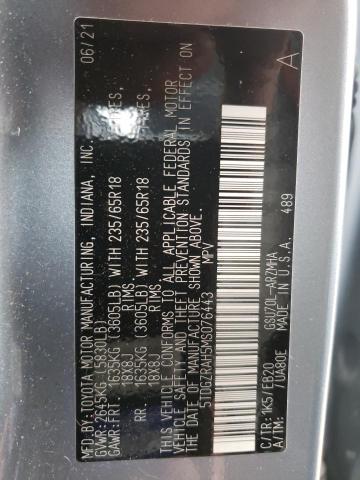 MFD.BY:TOYOTA MOTOR MANUFACTURING, INDIANA, INC. 06/21
GVWR:2645KG (5830LB)
GAWR:FRT. 1635KG (3605LB) WITH 235/65R18 TIRES,
18X8J RIMS,
RR. 1635KG (3605LB) WITH 235/65R18 TIRES,
18X8J RIMS.
THIS VEHICLE CONFORMS TO ALL APPLICABLE FEDERAL MOTOR
VEHICLE SAFETY AND THEFT PREVENTION STANDARDS IN EFFECT ON
THE DATE OF MANUFACTURE SHOWN ABOVE.
5TDGZRAH5MS076443 MPV
A
C/TR:1K5/EB20 GSU70L-ARZMHA 489
A/TM: /UA80E MADE IN U.S.A.